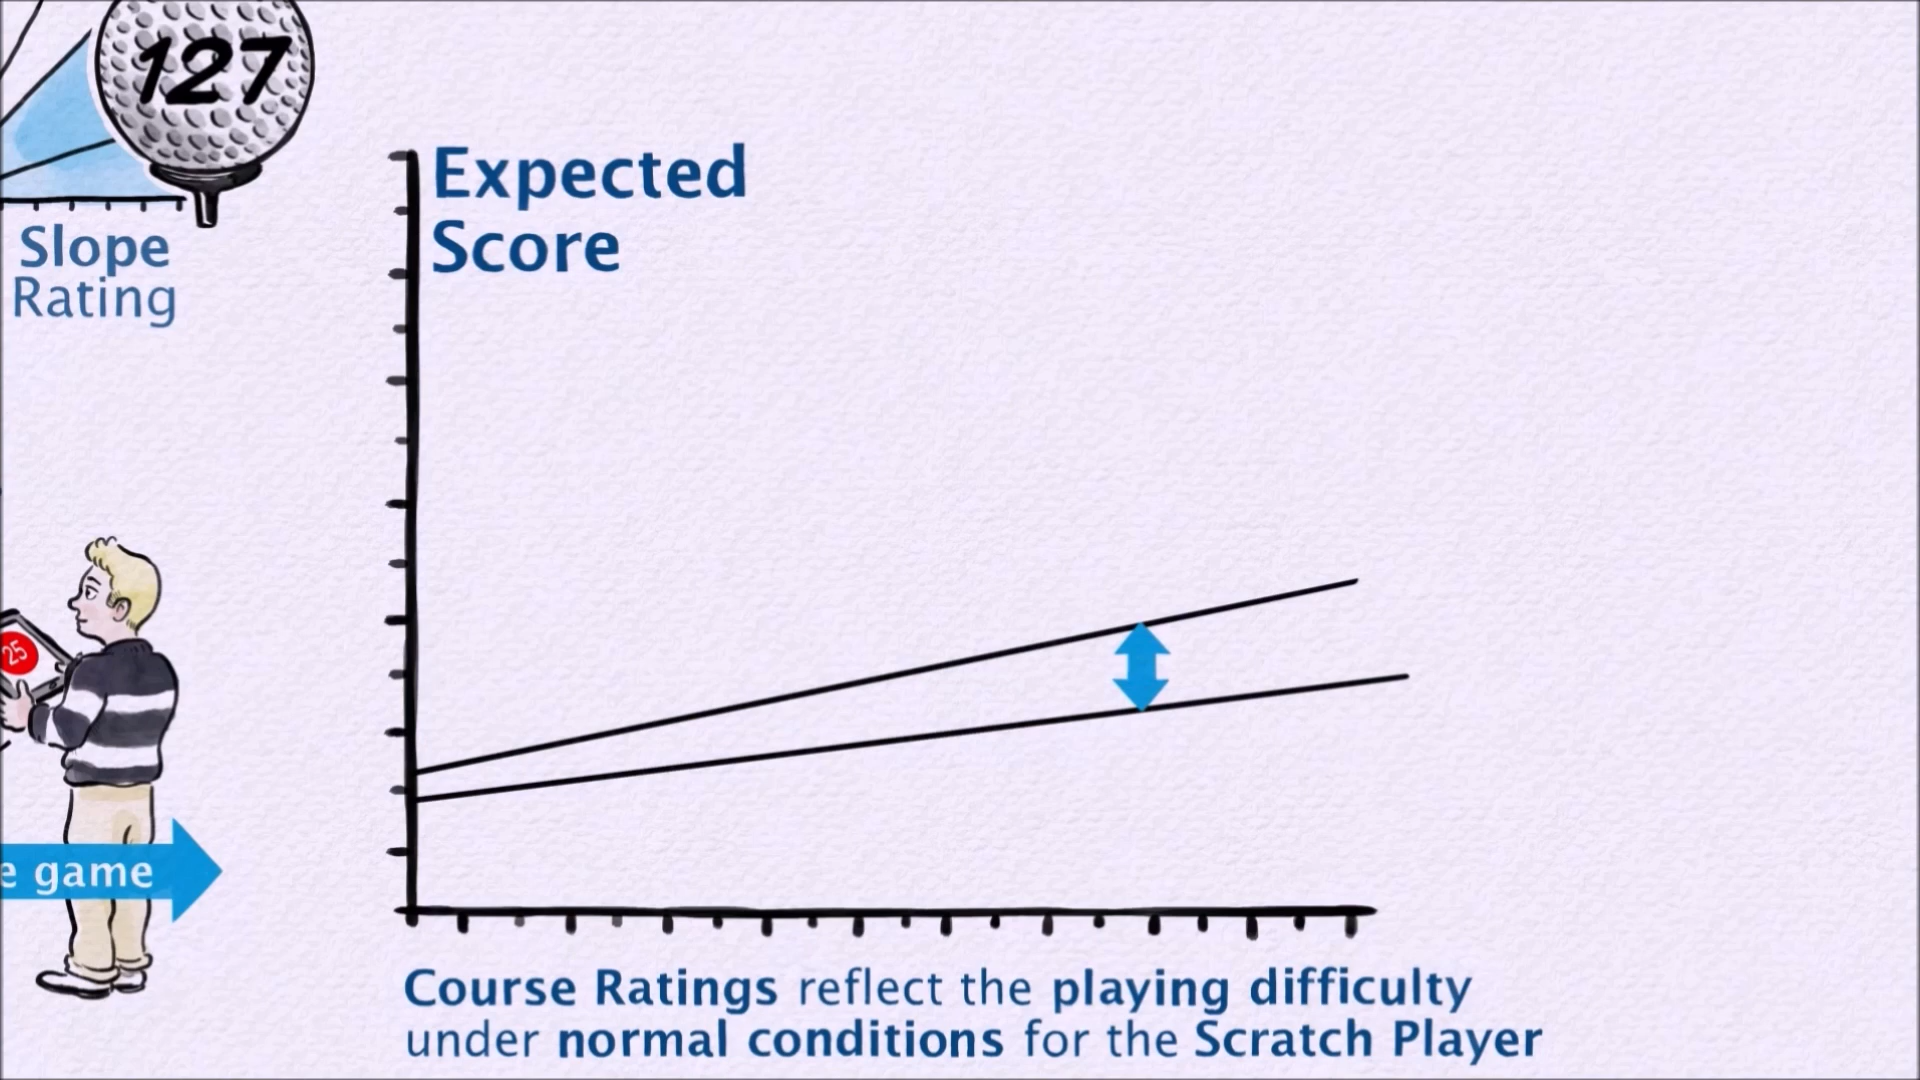 127
Slope
Rating
Expected
Score
25
e game
Course Ratings reflect the playing difficulty
under normal conditions for the Scratch Player